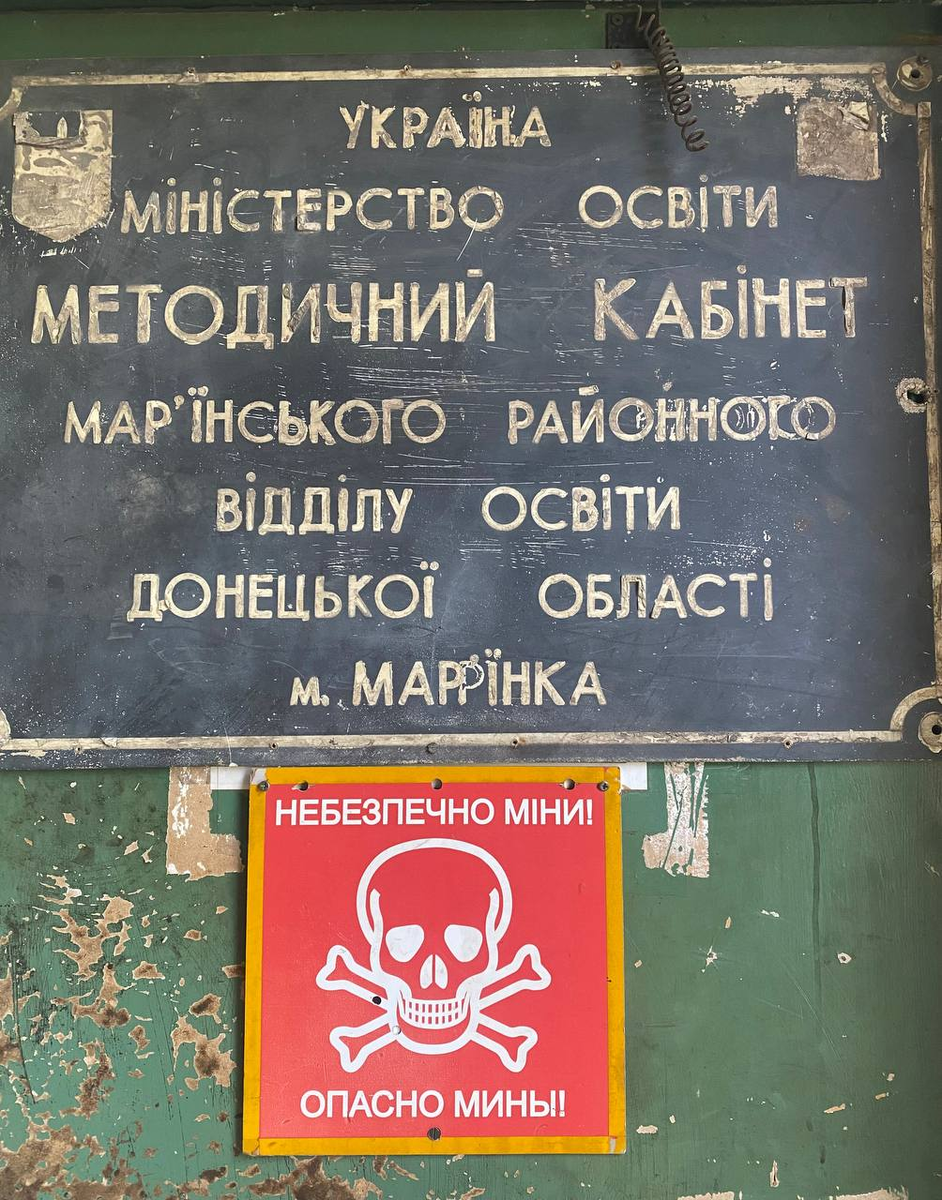 УКРАЇНА
МІНІСТЕРСТВО ОСВІТИ
МЕТОДИЧНИЙ КАБІНЕТ
МАР'ЇНСЬКОГО РАЙОННОГО
ВІДДІЛУ ОСВІТИ
ДОНЕЦЬКОЇ ОБЛАСТІ
м. МАР'ЇНКА
НЕБЕЗПЕЧНО МІНИ!
ОПАСНО МИНЫ!